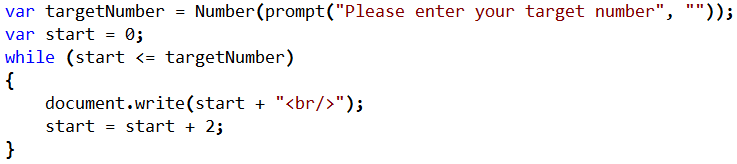 var targetNumber = Number(prompt("Please enter your target number", ""));
var start = 0;
while (start <= targetNumber)
{
    document.write(start + "<br/>");
    start = start + 2;
}